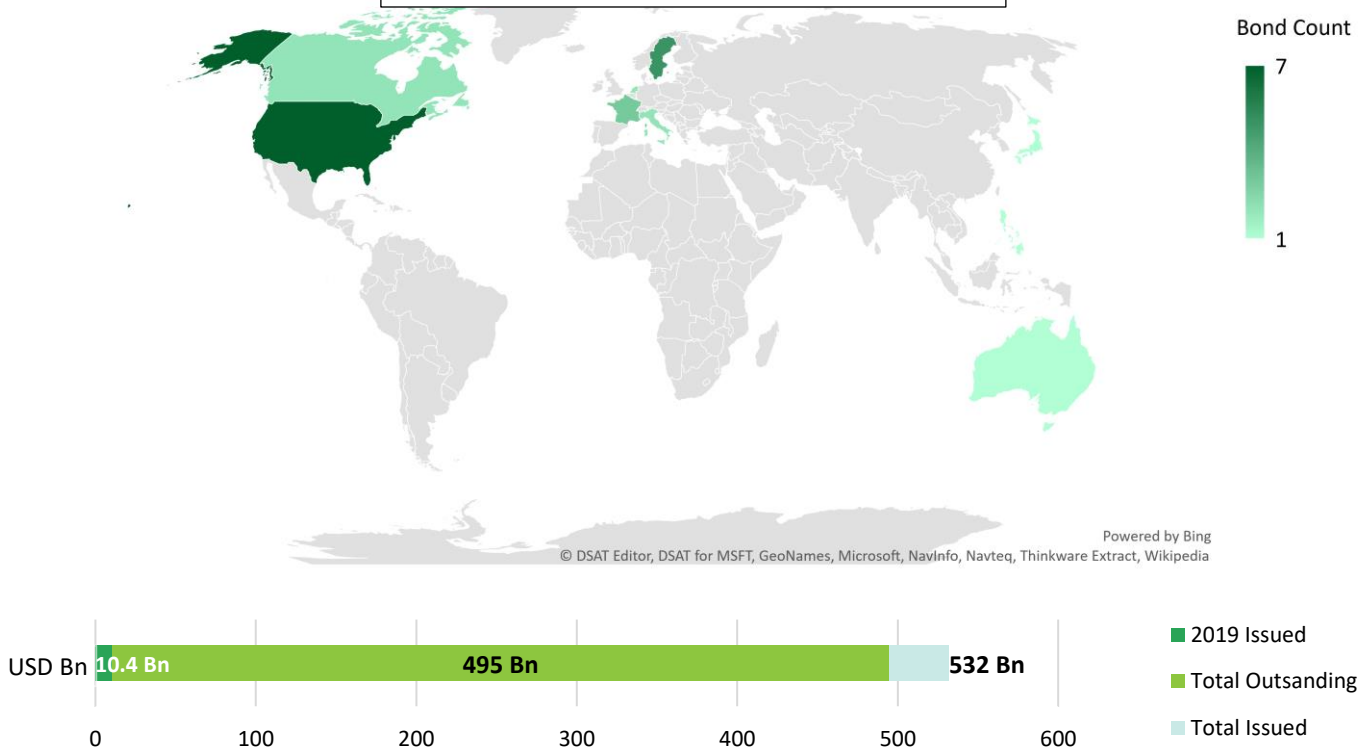 Bond Count
7
1
Powered by Bing
© DSAT Editor, DSAT for MSFT, GeoNames, Microsoft, NavInfo, Navteq, Thinkware Extract, Wikipedia
USD Bn
10.4 Bn
495 Bn
532 Bn
2019 Issued
Total Outsanding
Total Issued
0
100
200
300
400
500
600